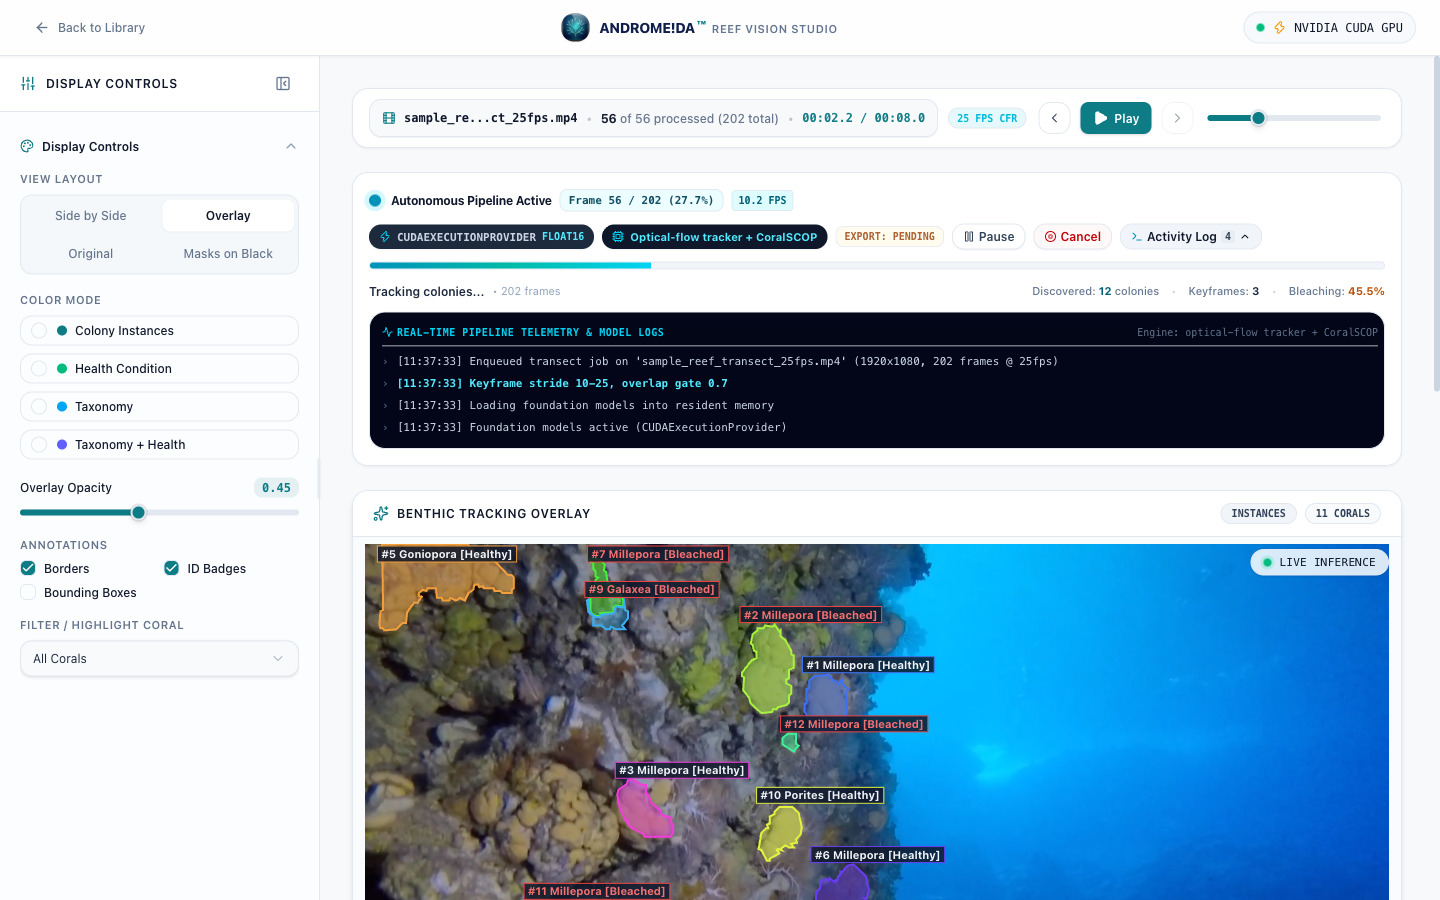 Back to Library
ANDROME!DA™ REEF VISION STUDIO
NVIDIA CUDA GPU
DISPLAY CONTROLS
Display Controls
VIEW LAYOUT
Side by Side
Overlay
Original
Masks on Black
COLOR MODE
Colony Instances
Health Condition
Taxonomy
Taxonomy + Health
Overlay Opacity
0.45
ANNOTATIONS
Borders
ID Badges
Bounding Boxes
FILTER / HIGHLIGHT CORAL
All Corals
sample_re...ct_25fps.mp4 • 56 of 56 processed (202 total) • 00:02.2 / 00:08.0
25 FPS CFR
Play
Autonomous Pipeline Active
Frame 56 / 202 (27.7%)
10.2 FPS
CUDAEXECUTIONPROVIDER FLOAT16
Optical-flow tracker + CoralSCOP
EXPORT: PENDING
Pause
Cancel
Activity Log 4
Tracking colonies... · 202 frames
Discovered: 12 colonies · Keyframes: 3 · Bleaching: 45.5%
REAL-TIME PIPELINE TELEMETRY & MODEL LOGS
Engine: optical-flow tracker + CoralSCOP
› [11:37:33] Enqueued transect job on 'sample_reef_transect_25fps.mp4' (1920x1080, 202 frames @ 25fps)
› [11:37:33] Keyframe stride 10–25, overlap gate 0.7
› [11:37:33] Loading foundation models into resident memory
› [11:37:33] Foundation models active (CUDAExecutionProvider)
BENTHIC TRACKING OVERLAY
INSTANCES
11 CORALS
LIVE INFERENCE
#5 Goniopora [Healthy]
#7 Millepora [Bleached]
#9 Galaxea [Bleached]
#2 Millepora [Bleached]
#1 Millepora [Healthy]
#12 Millepora [Bleached]
#3 Millepora [Healthy]
#10 Porites [Healthy]
#6 Millepora [Healthy]
#11 Millepora [Bleached]